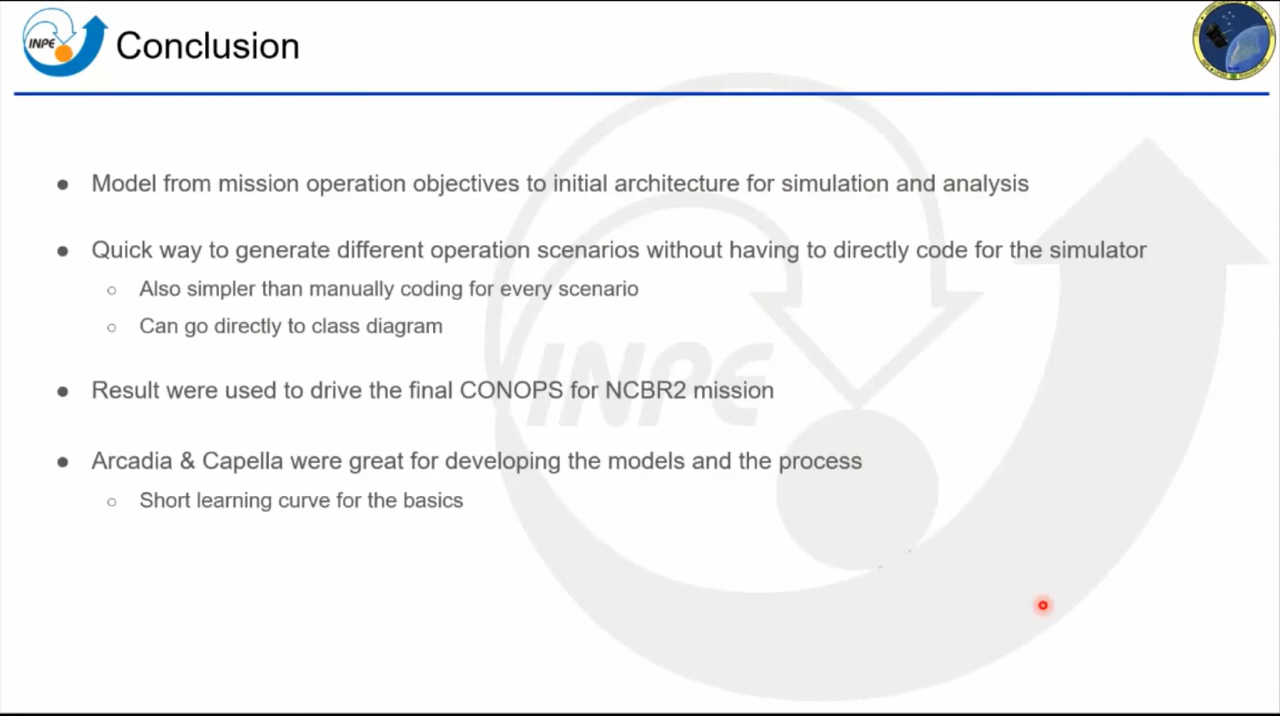 INPE
Conclusion
Model from mission operation objectives to initial architecture for simulation and analysis
Quick way to generate different operation scenarios without having to directly code for the simulator
Also simpler than manually coding for every scenario
Can go directly to class diagram
INPE
Result were used to drive the final CONOPS for NCBR2 mission
Arcadia & Capella were great for developing the models and the process
Short learning curve for the basics